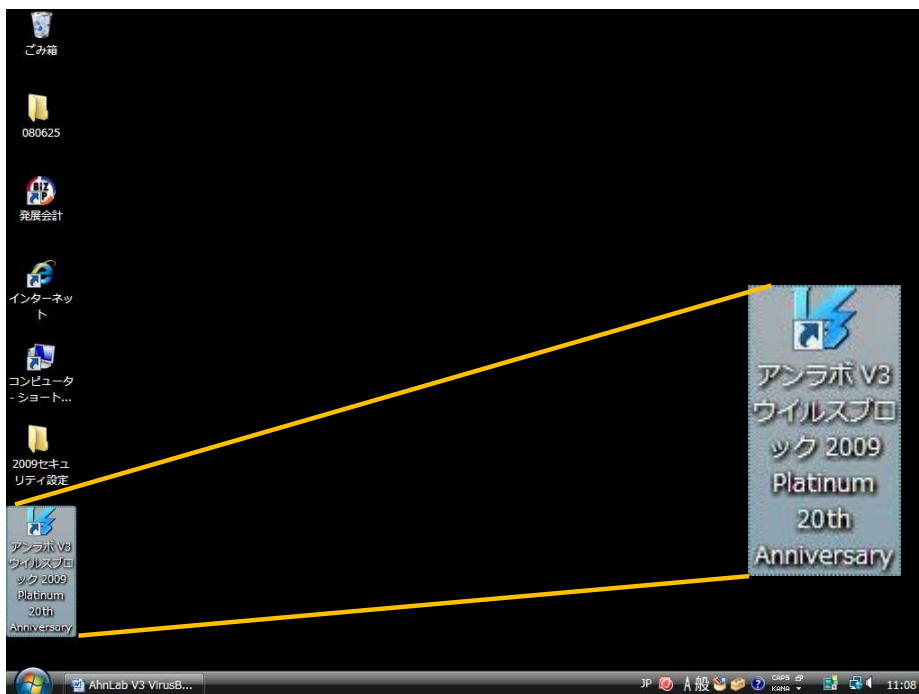 ごみ箱
080625
BiZ
P
発展会計
インターネッ
ト
コンピュータ
- ショート...
2009セキュ
リティ設定
アンラボ V3
ウイルスブロ
ック 2009
Platinum
20th
Anniversary
アンラボ V3
ウイルスブロ
ック 2009
Platinum
20th
Anniversary
AhnLab V3 VirusB...
JP A 般 CAPS KANA 11:08